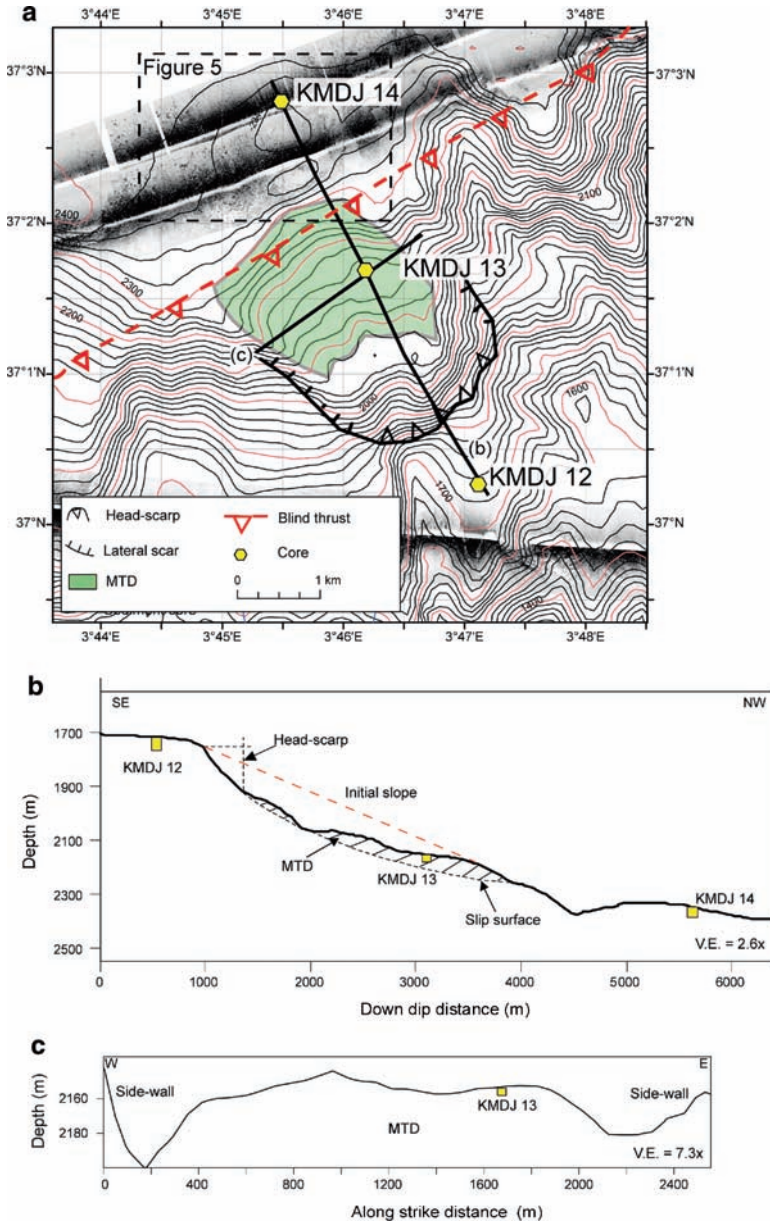 a
3°44'E 3°45'E 3°46'E 3°47'E 3°48'E
37°3'N 37°3'N
Figure 5
KMDJ 14
2100
2400
37°2'N 37°2'N
2300
KMDJ 13
2200
(c)
37°1'N 37°1'N
2000
1600
(b)
1700
KMDJ 12
37°N 37°N
Head-scarp
Blind thrust
Lateral scar
Core
MTD
0 1 km
1400
3°44'E 3°45'E 3°46'E 3°47'E 3°48'E
b
SE NW
1700
KMDJ 12
Head-scarp
1900
Initial slope
2100
MTD
KMDJ 13
2300
Slip surface
KMDJ 14
2500
V.E. = 2.6x
Depth (m)
0 1000 2000 3000 4000 5000 6000
Down dip distance (m)
c
W E
Side-wall Side-wall
2160
KMDJ 13
MTD
2180
V.E. = 7.3x
Depth (m)
0 400 800 1200 1600 2000 2400
Along strike distance (m)